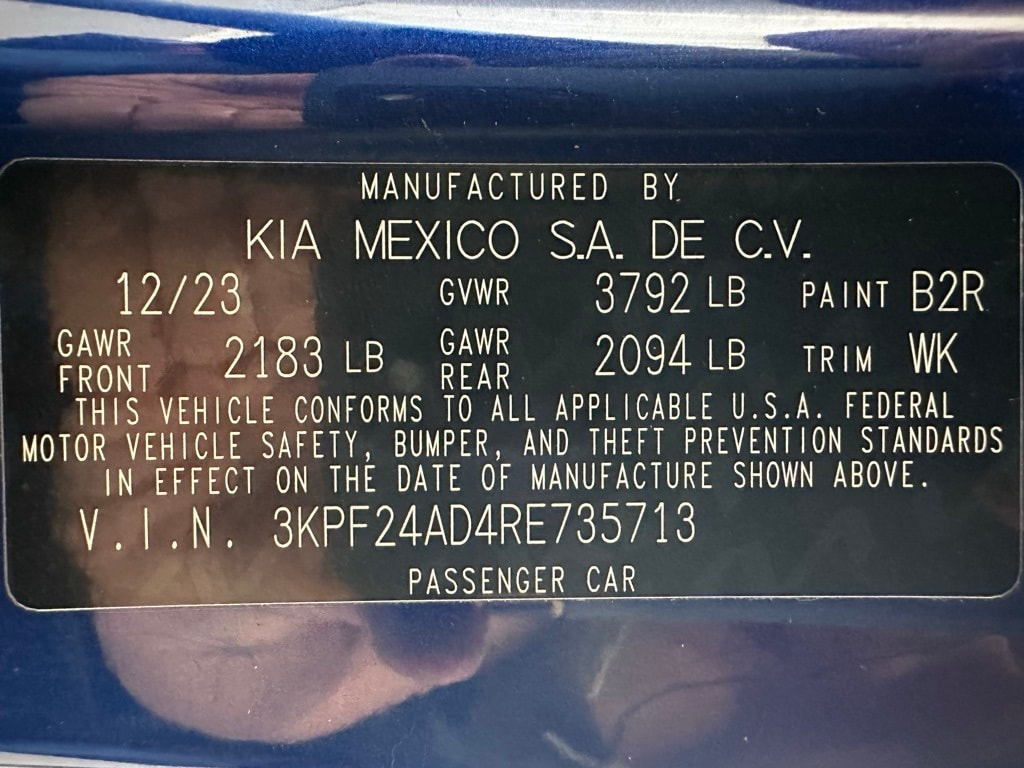 MANUFACTURED BY
KIA MEXICO S.A. DE C.V.
12/23 GVWR 3792 LB PAINT B2R
GAWR FRONT 2183 LB GAWR REAR 2094 LB TRIM WK
THIS VEHICLE CONFORMS TO ALL APPLICABLE U.S.A. FEDERAL
MOTOR VEHICLE SAFETY, BUMPER, AND THEFT PREVENTION STANDARDS
IN EFFECT ON THE DATE OF MANUFACTURE SHOWN ABOVE.
V.I.N. 3KPF24AD4RE735713
PASSENGER CAR